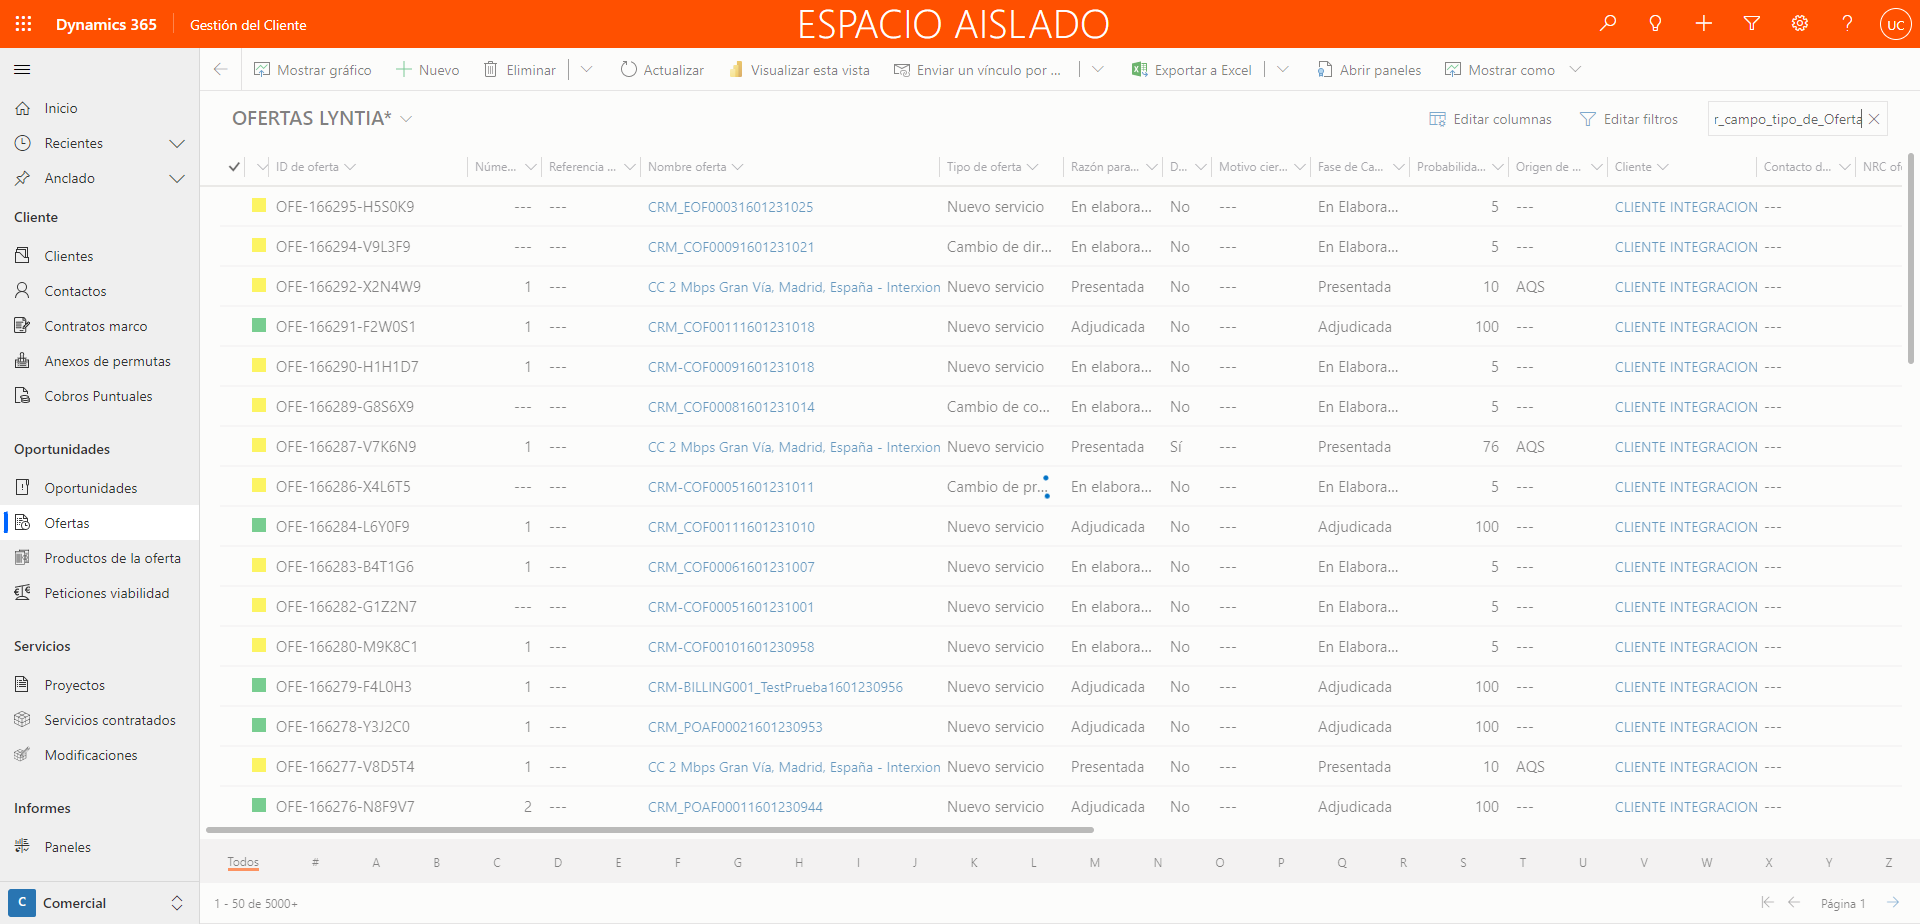 Dynamics 365
Gestión del Cliente
ESPACIO AISLADO
UC
Mostrar gráfico
Nuevo
Eliminar
Actualizar
Visualizar esta vista
Enviar un vínculo por ...
Exportar a Excel
Abrir paneles
Mostrar como
Inicio
Recientes
Anclado
Cliente
Clientes
Contactos
Contratos marco
Anexos de permutas
Cobros Puntuales
Oportunidades
Oportunidades
Ofertas
Productos de la oferta
Peticiones viabilidad
Servicios
Proyectos
Servicios contratados
Modificaciones
Informes
Paneles
C Comercial
OFERTAS LYNTIA*
Editar columnas
Editar filtros
r_campo_tipo_de_Oferta
ID de oferta Núme... Referencia ... Nombre oferta Tipo de oferta Razón para... D... Motivo cier... Fase de Ca... Probabilida... Origen de ... Cliente Contacto d... NRC ofe
OFE-166295-H5S0K9 --- --- CRM_EOF00031601231025 Nuevo servicio En elabora... No --- En Elabora... 5 --- CLIENTE INTEGRACION ---
OFE-166294-V9L3F9 --- --- CRM_COF00091601231021 Cambio de dir... En elabora... No --- En Elabora... 5 --- CLIENTE INTEGRACION ---
OFE-166292-X2N4W9 1 --- CC 2 Mbps Gran Vía, Madrid, España - Interxion Nuevo servicio Presentada No --- Presentada 10 AQS CLIENTE INTEGRACION ---
OFE-166291-F2W0S1 1 --- CRM_COF00111601231018 Nuevo servicio Adjudicada No --- Adjudicada 100 --- CLIENTE INTEGRACION ---
OFE-166290-H1H1D7 1 --- CRM-COF00091601231018 Nuevo servicio En elabora... No --- En Elabora... 5 --- CLIENTE INTEGRACION ---
OFE-166289-G8S6X9 --- --- CRM_COF00081601231014 Cambio de co... En elabora... No --- En Elabora... 5 --- CLIENTE INTEGRACION ---
OFE-166287-V7K6N9 1 --- CC 2 Mbps Gran Vía, Madrid, España - Interxion Nuevo servicio Presentada Sí --- Presentada 76 AQS CLIENTE INTEGRACION ---
OFE-166286-X4L6T5 --- --- CRM-COF00051601231011 Cambio de pr... En elabora... No --- En Elabora... 5 --- CLIENTE INTEGRACION ---
OFE-166284-L6Y0F9 1 --- CRM_COF00111601231010 Nuevo servicio Adjudicada No --- Adjudicada 100 --- CLIENTE INTEGRACION ---
OFE-166283-B4T1G6 1 --- CRM_COF00061601231007 Nuevo servicio En elabora... No --- En Elabora... 5 --- CLIENTE INTEGRACION ---
OFE-166282-G1Z2N7 --- --- CRM-COF00051601231001 Nuevo servicio En elabora... No --- En Elabora... 5 --- CLIENTE INTEGRACION ---
OFE-166280-M9K8C1 1 --- CRM-COF00101601230958 Nuevo servicio En elabora... No --- En Elabora... 5 --- CLIENTE INTEGRACION ---
OFE-166279-F4L0H3 1 --- CRM-BILLING001_TestPrueba1601230956 Nuevo servicio Adjudicada No --- Adjudicada 100 --- CLIENTE INTEGRACION ---
OFE-166278-Y3J2C0 1 --- CRM_POAF00021601230953 Nuevo servicio Adjudicada No --- Adjudicada 100 --- CLIENTE INTEGRACION ---
OFE-166277-V8D5T4 1 --- CC 2 Mbps Gran Vía, Madrid, España - Interxion Nuevo servicio Presentada No --- Presentada 10 AQS CLIENTE INTEGRACION ---
OFE-166276-N8F9V7 2 --- CRM_POAF00011601230944 Nuevo servicio Adjudicada No --- Adjudicada 100 --- CLIENTE INTEGRACION ---
Todos # A B C D E F G H I J K L M N O P Q R S T U V W X Y Z
1 - 50 de 5000+
Página 1